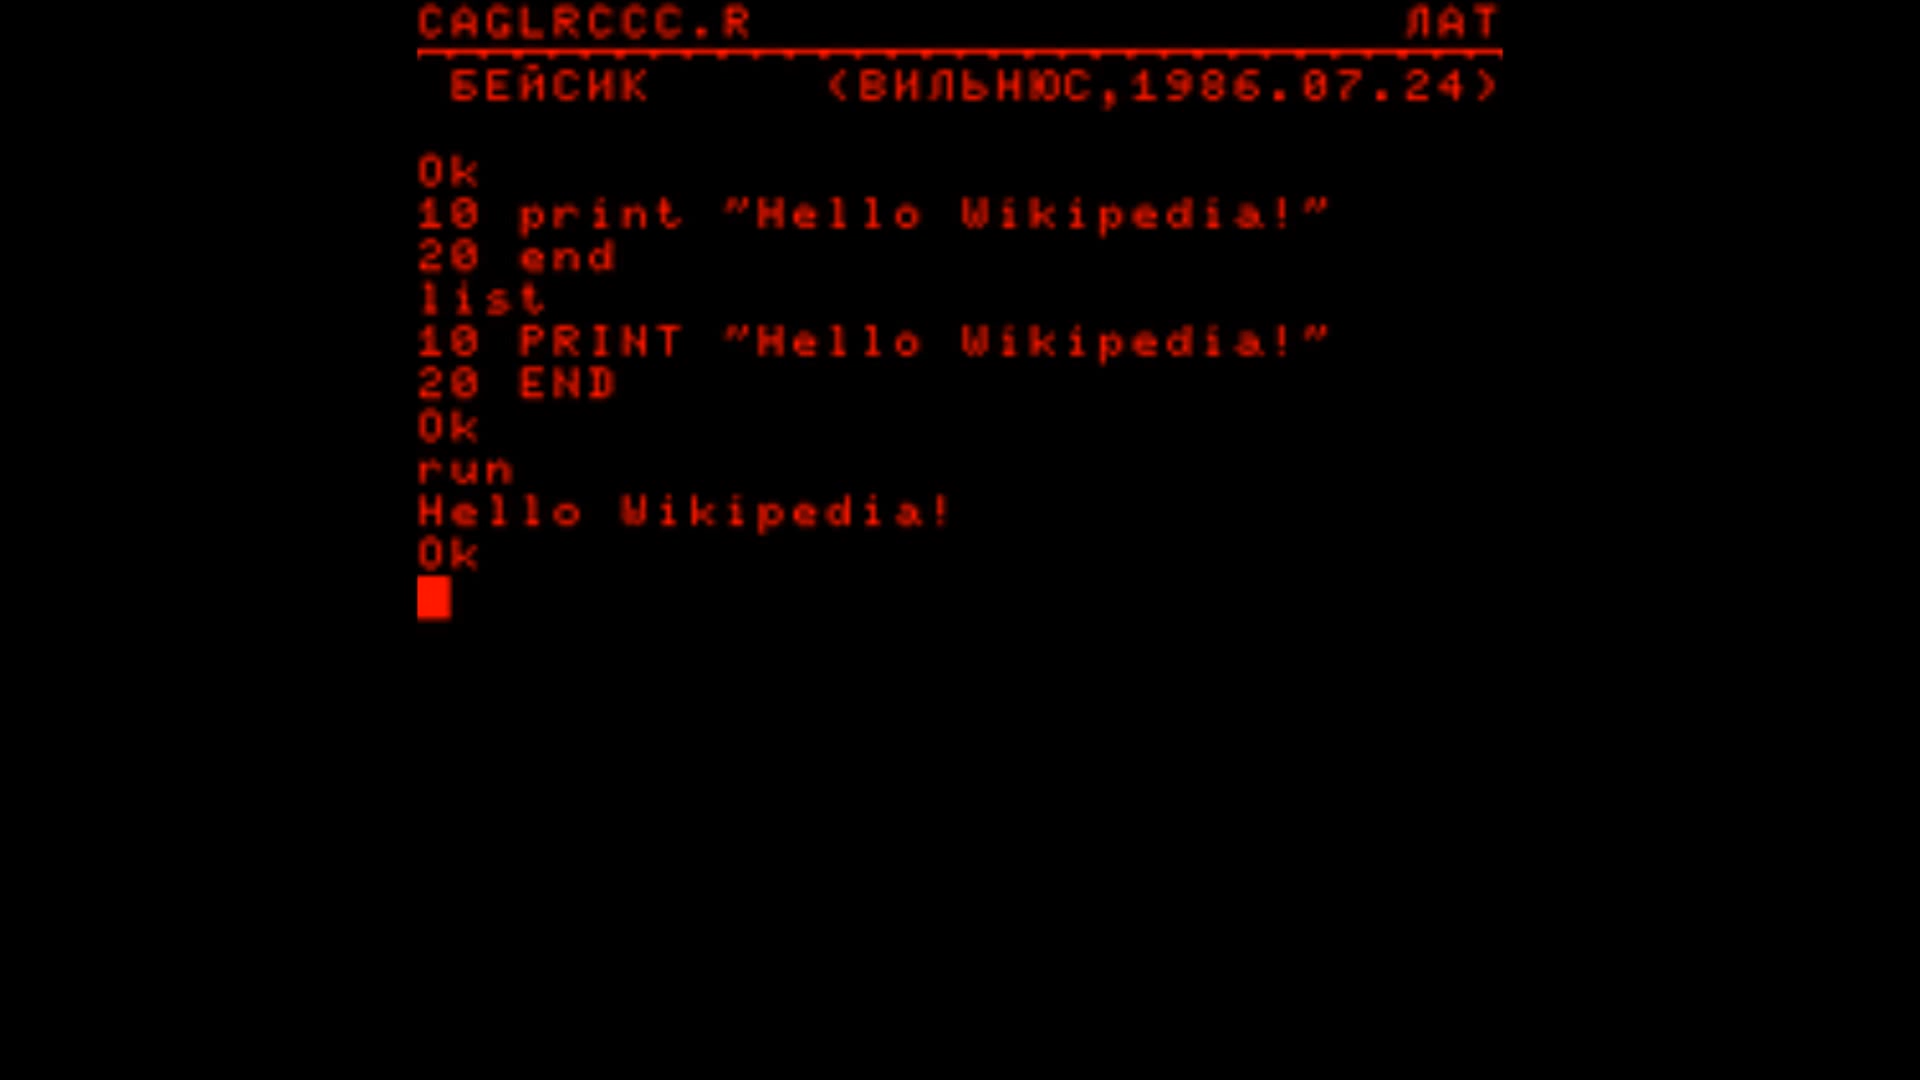 CAGLRCCC.R ЛАТ
БЕЙСИК (ВИЛЬНЮС,1986.07.24)
Ok
10 print "Hello Wikipedia!"
20 end
list
10 PRINT "Hello Wikipedia!"
20 END
Ok
run
Hello Wikipedia!
Ok